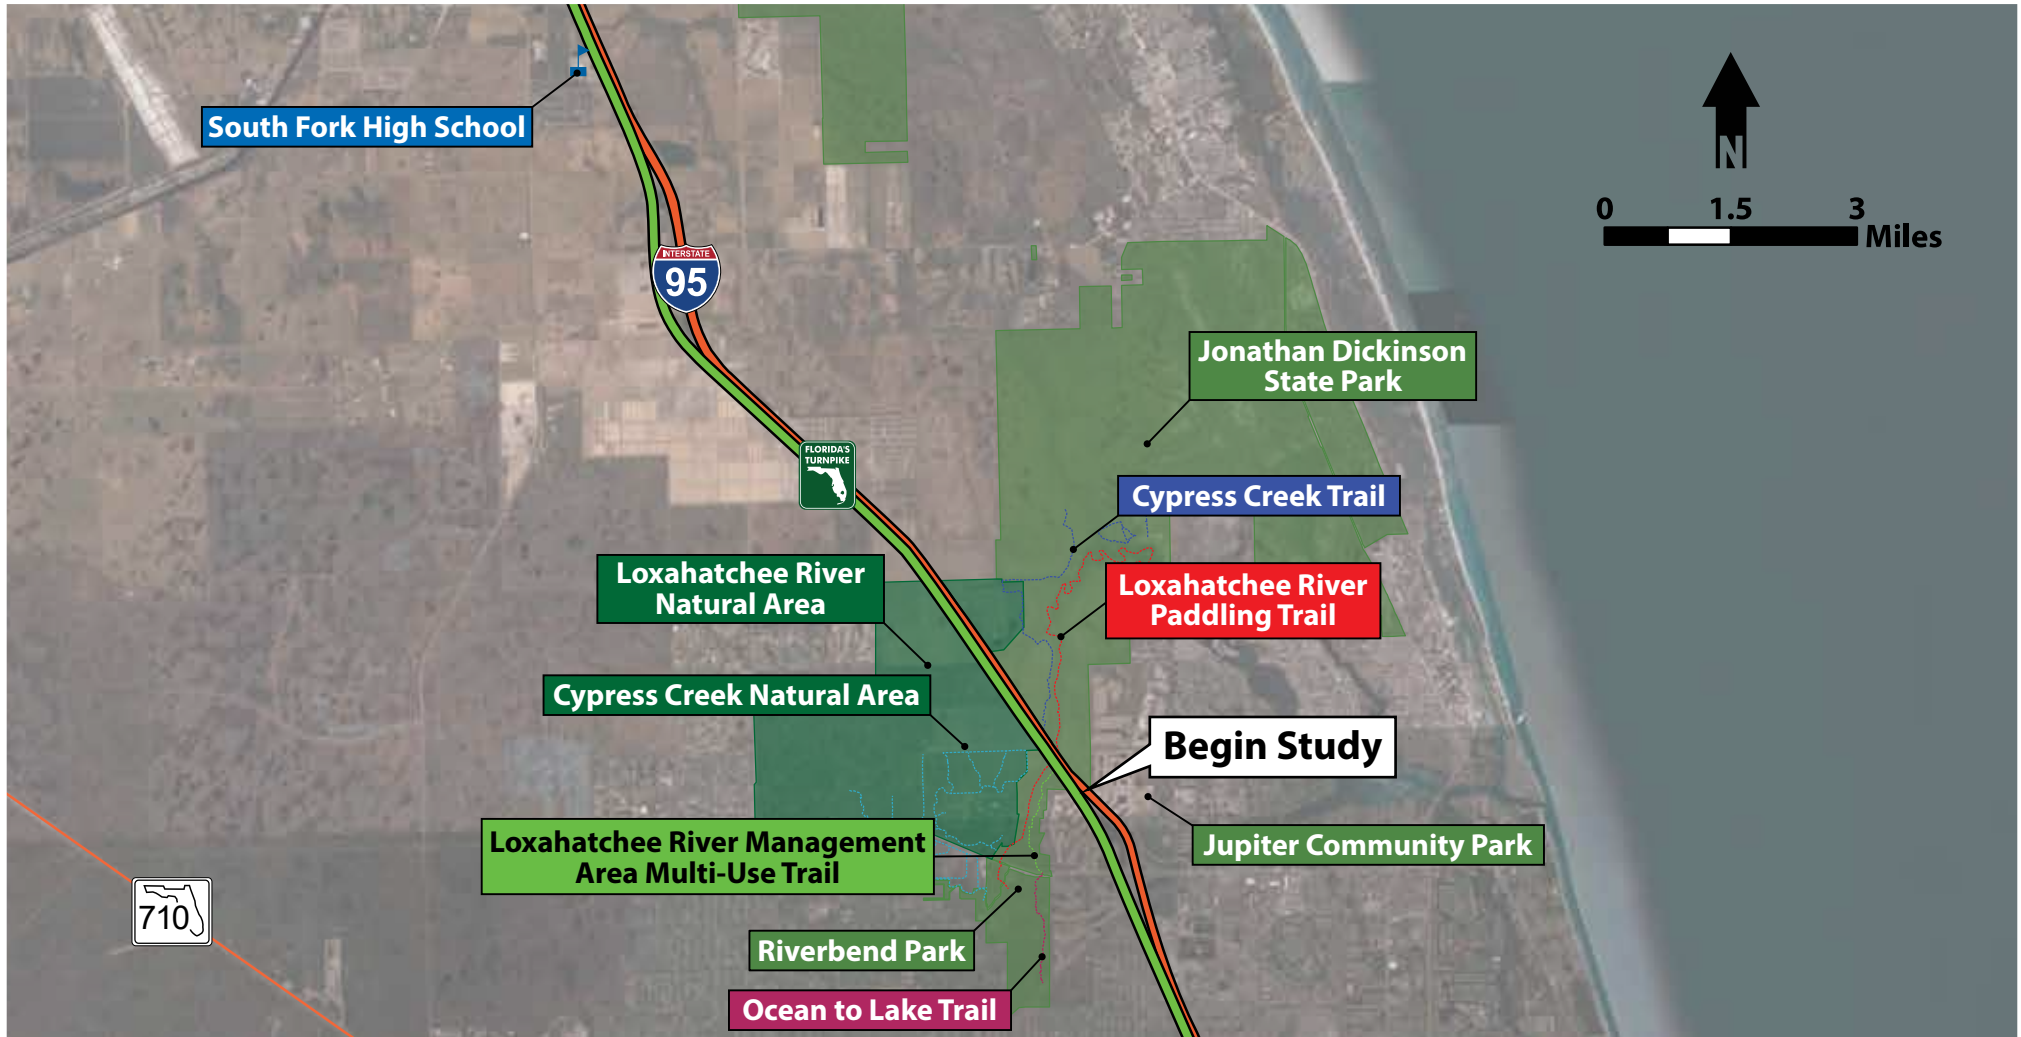 South Fork High School
N
0 1.5 3
Miles
INTERSTATE
95
Jonathan Dickinson
State Park
FLORIDA'S
TURNPIKE
Cypress Creek Trail
Loxahatchee River
Natural Area
Loxahatchee River
Paddling Trail
Cypress Creek Natural Area
Begin Study
Loxahatchee River Management
Area Multi-Use Trail
Jupiter Community Park
710
Riverbend Park
Ocean to Lake Trail